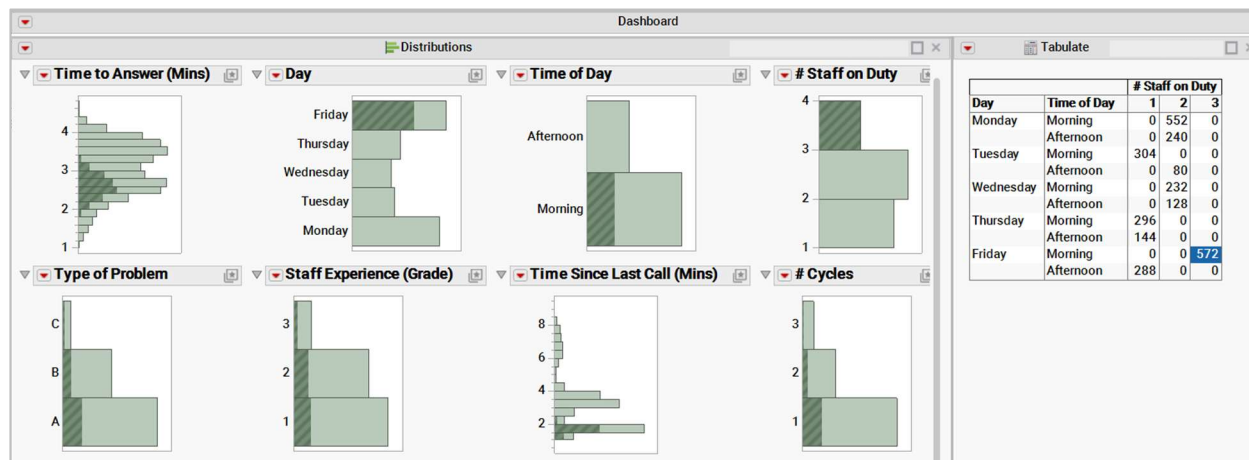 Dashboard
Distributions
Tabulate
Time to Answer (Mins)
4
3
2
1
Day
Friday
Thursday
Wednesday
Tuesday
Monday
Time of Day
Afternoon
Morning
# Staff on Duty
4
3
2
1
Type of Problem
C
B
A
Staff Experience (Grade)
3
2
1
Time Since Last Call (Mins)
8
6
4
2
# Cycles
3
2
1
# Staff on Duty
Day Time of Day 1 2 3
Monday Morning 0 552 0
Afternoon 0 240 0
Tuesday Morning 304 0 0
Afternoon 0 80 0
Wednesday Morning 0 232 0
Afternoon 0 128 0
Thursday Morning 296 0 0
Afternoon 144 0 0
Friday Morning 0 0 572
Afternoon 288 0 0